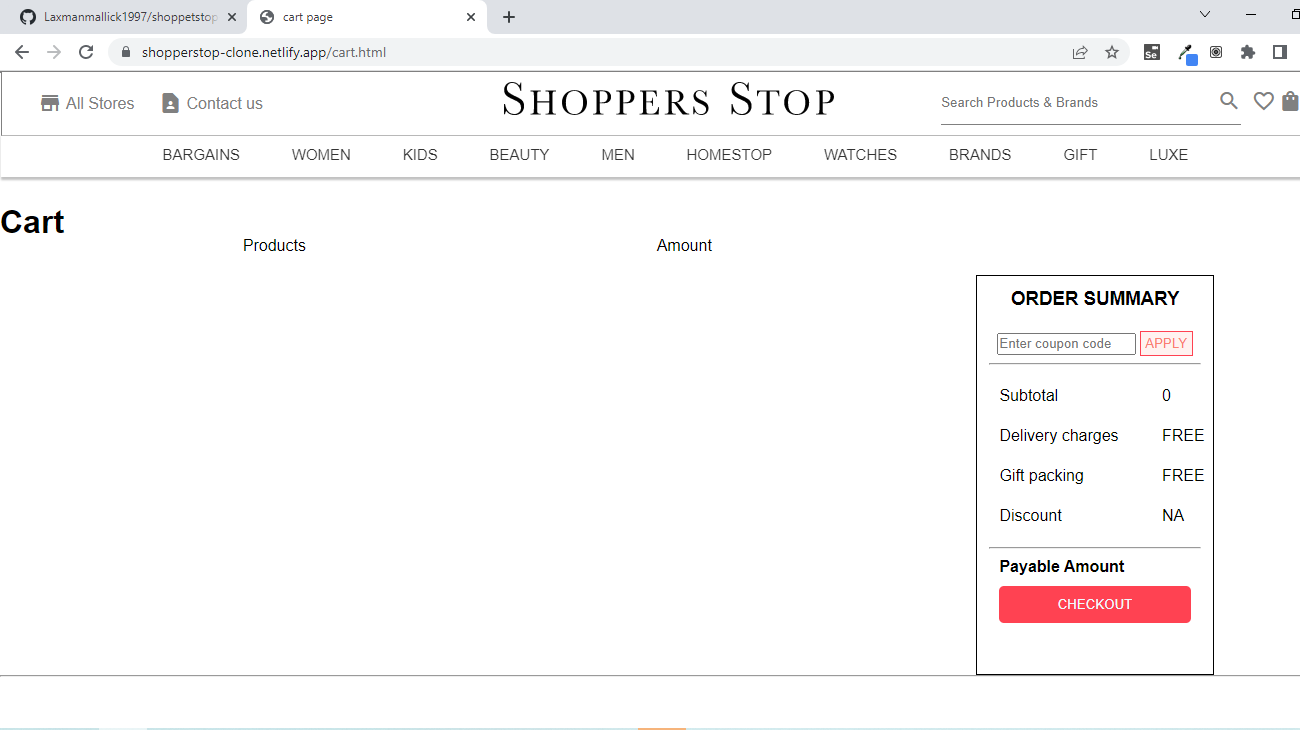 Laxmanmallick1997/shoppetstop
cart page
shopperstop-clone.netlify.app/cart.html
Se
All Stores
Contact us
SHOPPERS STOP
Search Products & Brands
BARGAINS WOMEN KIDS BEAUTY MEN HOMESTOP WATCHES BRANDS GIFT LUXE
Cart
Products Amount
ORDER SUMMARY
Enter coupon code APPLY
Subtotal 0
Delivery charges FREE
Gift packing FREE
Discount NA
Payable Amount
CHECKOUT